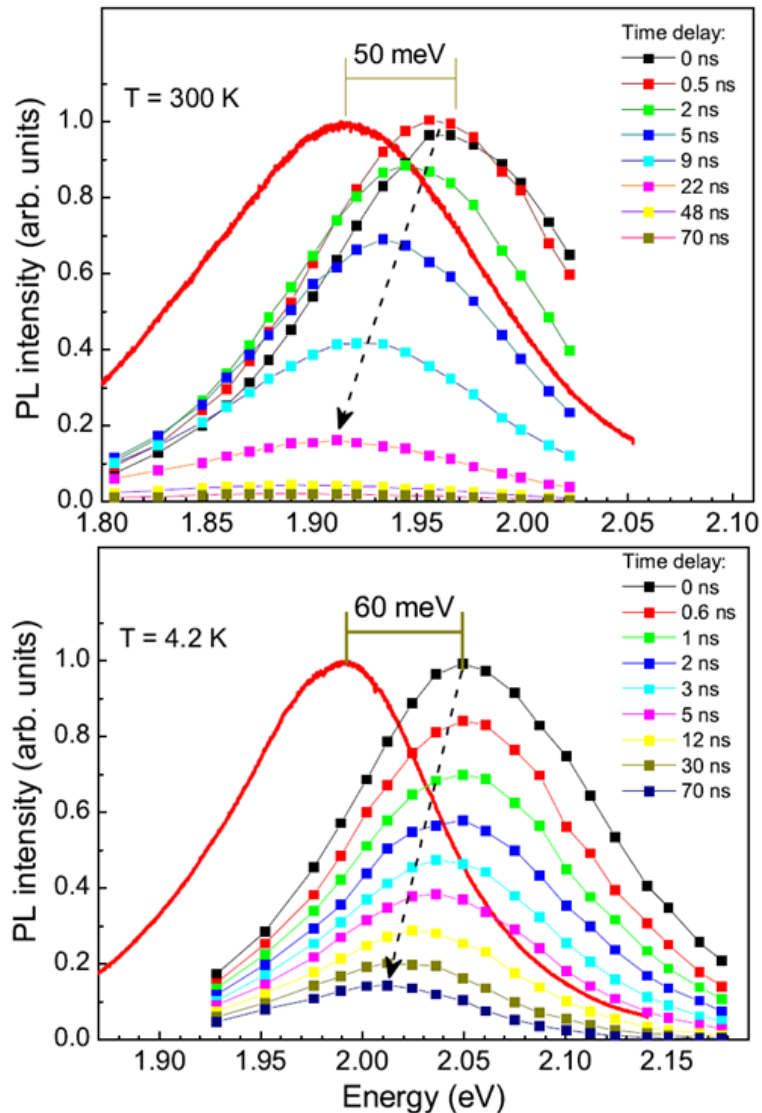 50 meV
T = 300 K
Time delay:
0 ns
0.5 ns
2 ns
5 ns
9 ns
22 ns
48 ns
70 ns
PL intensity (arb. units)
1.0
0.8
0.6
0.4
0.2
0.0
1.80 1.85 1.90 1.95 2.00 2.05 2.10
60 meV
T = 4.2 K
Time delay:
0 ns
0.6 ns
1 ns
2 ns
3 ns
5 ns
12 ns
30 ns
70 ns
PL intensity (arb. units)
1.0
0.8
0.6
0.4
0.2
0.0
1.90 1.95 2.00 2.05 2.10 2.15
Energy (eV)